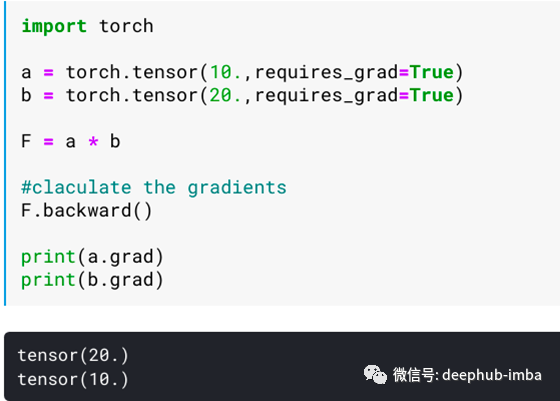 import torch
a = torch.tensor(10.,requires_grad=True)
b = torch.tensor(20.,requires_grad=True)
F = a * b
#claculate the gradients
F.backward()
print(a.grad)
print(b.grad)
tensor(20.)
tensor(10.)
微信号: deephub-imba